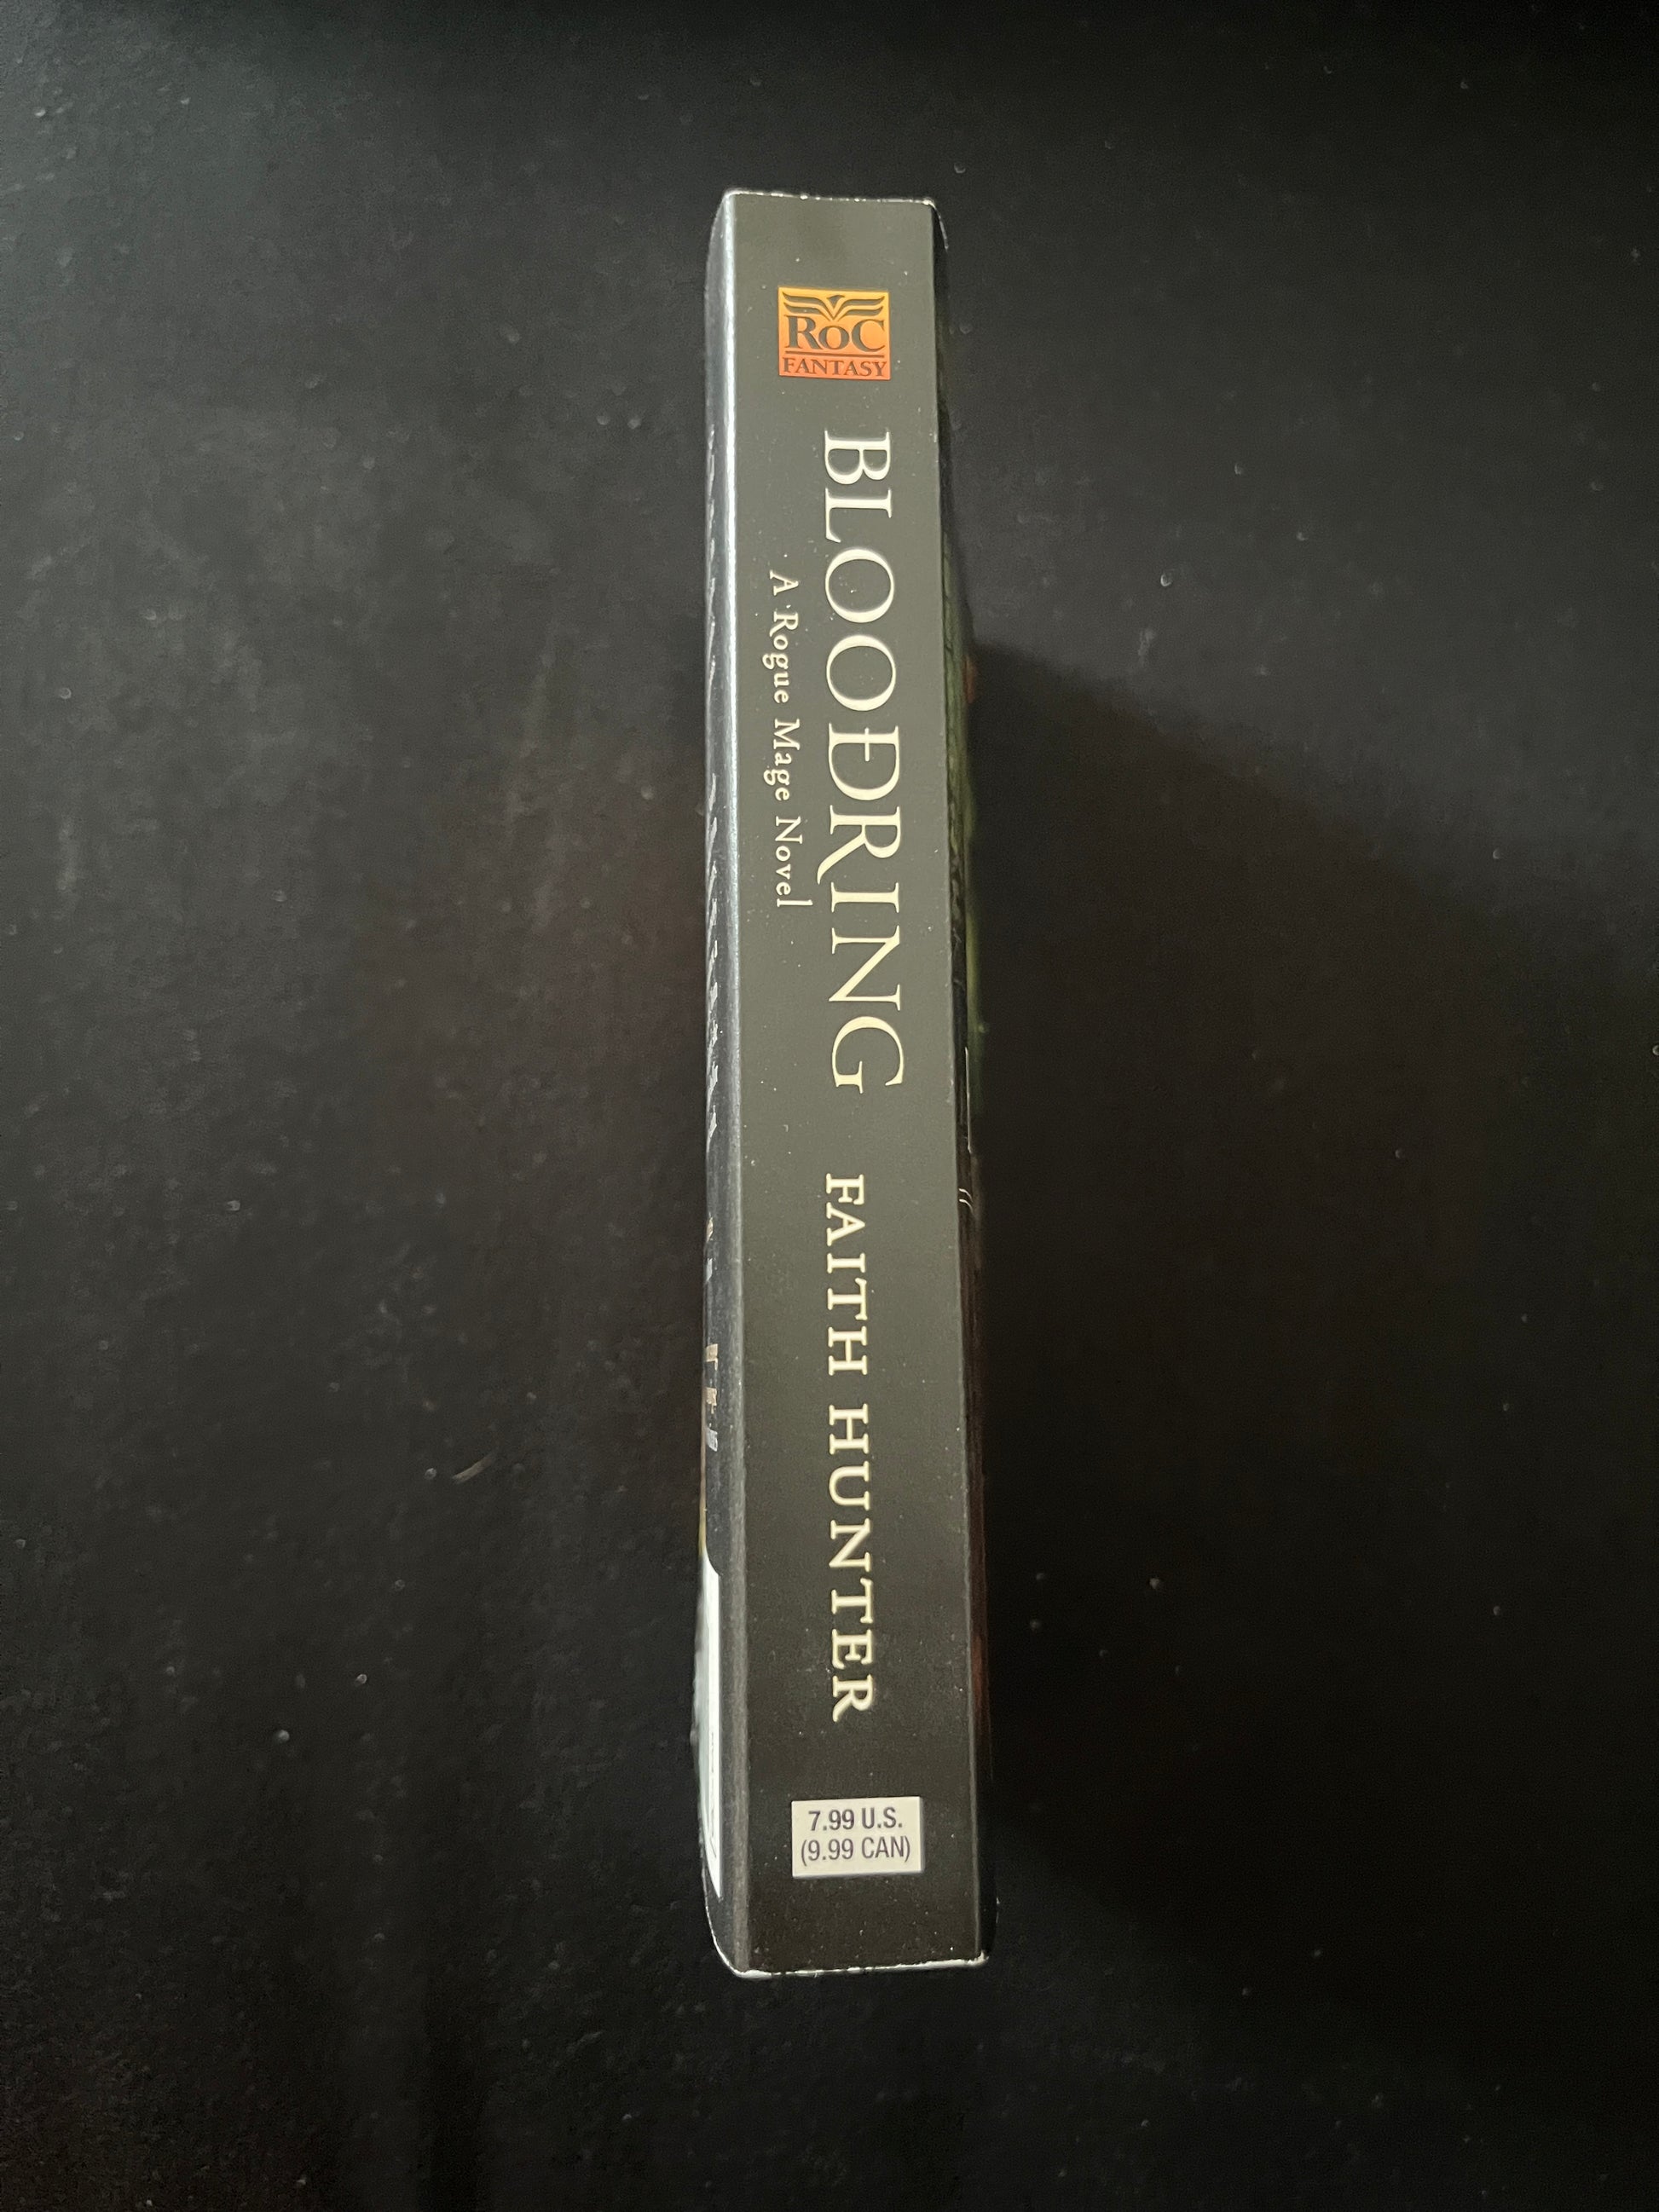 RoC
FANTASY
BLOODRING
A Rogue Mage Novel
FAITH HUNTER
7.99 U.S.
(9.99 CAN)